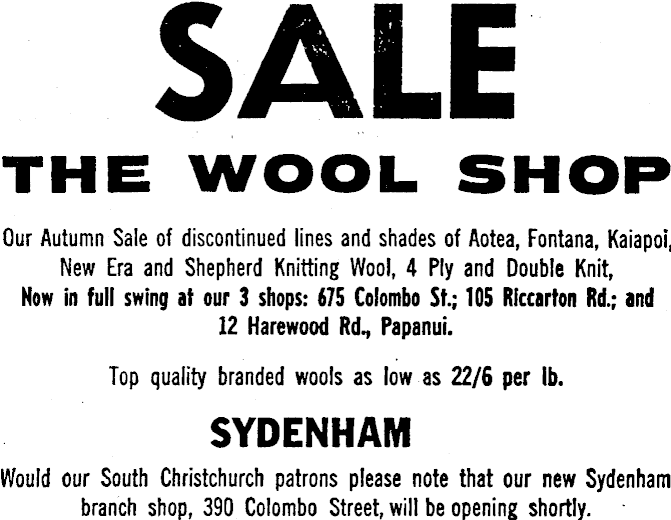 SALE
THE WOOL SHOP
Our Autumn Sale of discontinued lines and shades of Aotea, Fontana, Kaiapoi,
New Era and Shepherd Knitting Wool, 4 Ply and Double Knit,
Now in full swing at our 3 shops: 675 Colombo St.; 105 Riccarton Rd.; and
12 Harewood Rd., Papanui.
Top quality branded wools as low as 22/6 per lb.
SYDENHAM
Would our South Christchurch patrons please note that our new Sydenham
branch shop, 390 Colombo Street, will be opening shortly.